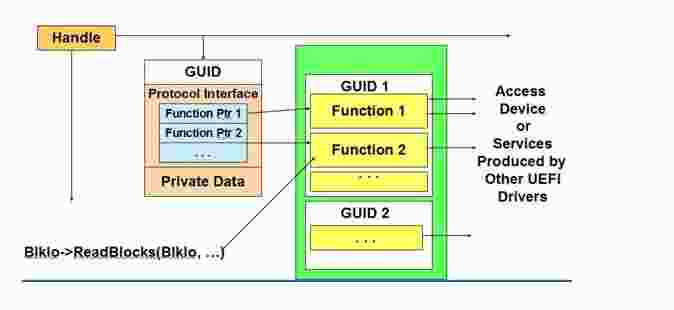 Handle
GUID
Protocol Interface
Function Ptr 1
Function Ptr 2
. . .
Private Data
GUID 1
Function 1
Function 2
. . .
GUID 2
. . .
Access
Device
or
Services
Produced by
Other UEFI
Drivers
BlkIo->ReadBlocks(BlkIo, …)